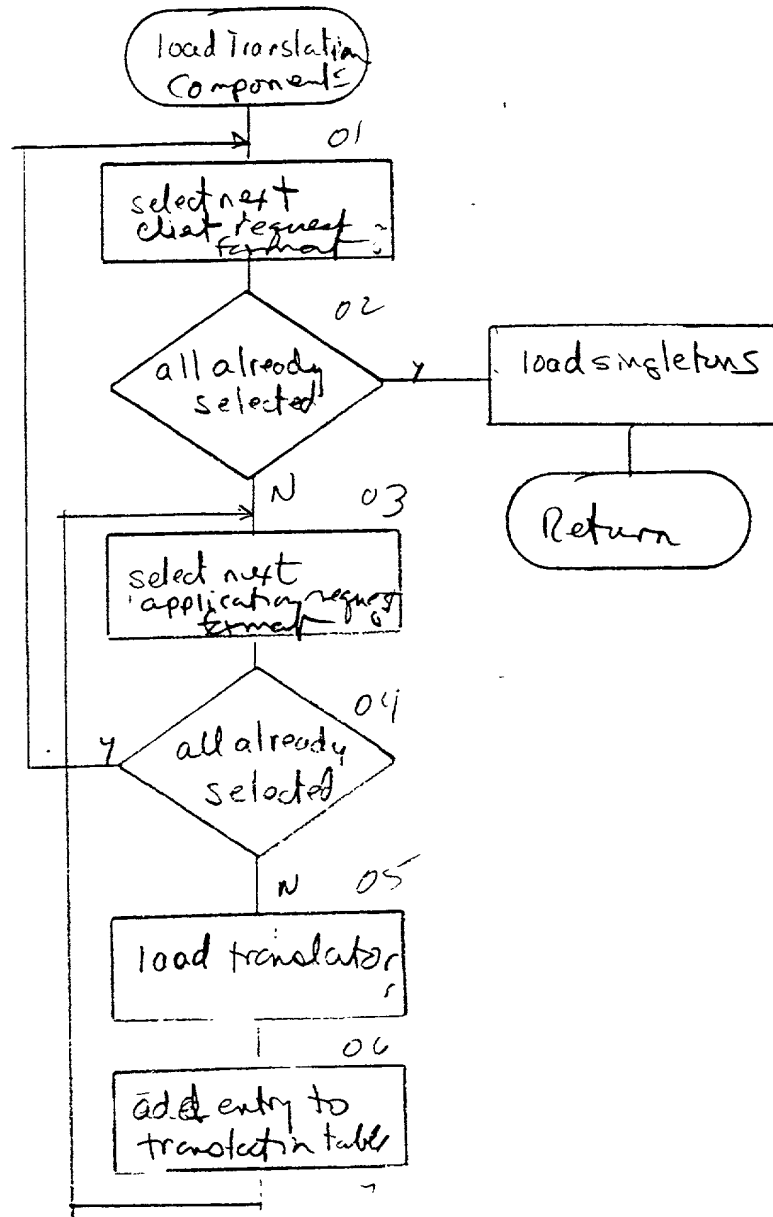 load Translation
Components
01
select next
client request
format
02
all already
selected
Y
load singletons
N
03
Return
select next
application request
format
04
Y
all already
selected
N
05
load translator
06
add entry to
translation table